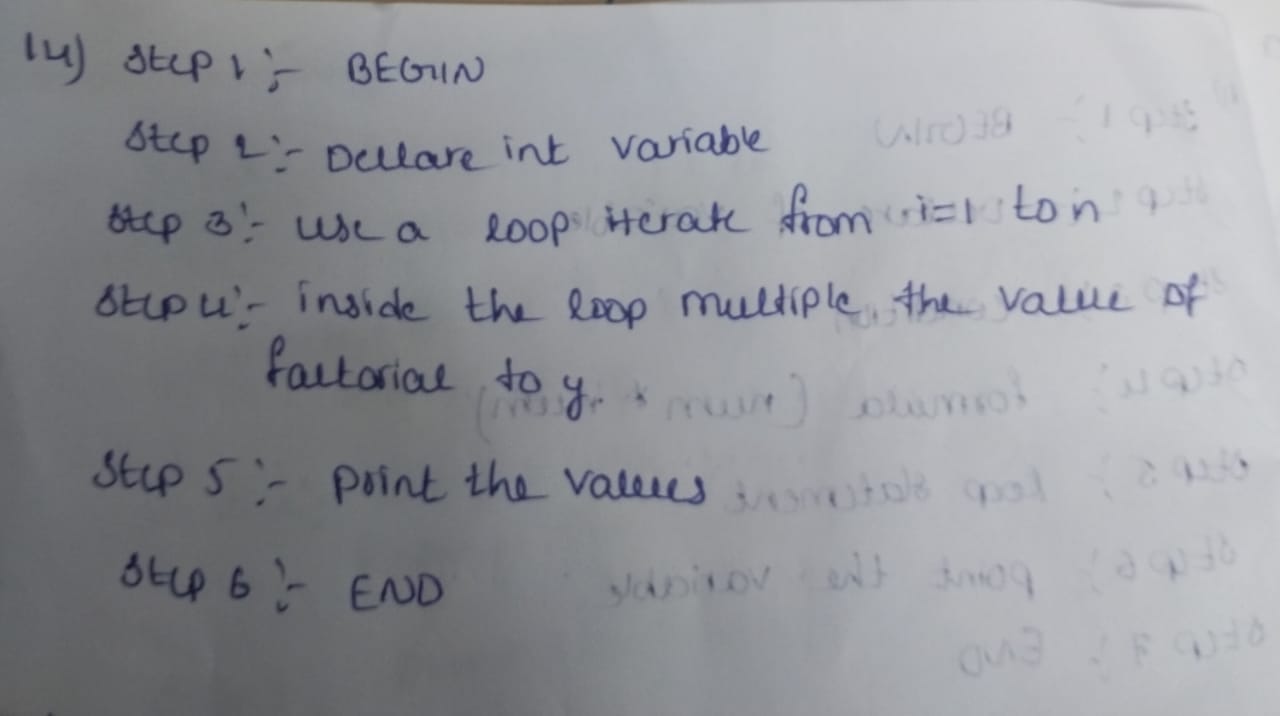 14) Step 1 :- BEGIIN
Step 2 :- Declare int variable
Step 3 :- use a loop iterate from i=1 to n
Step 4 :- inside the loop multiple the value of
factorial to y.
Step 5 :- point the values
Step 6 :- END